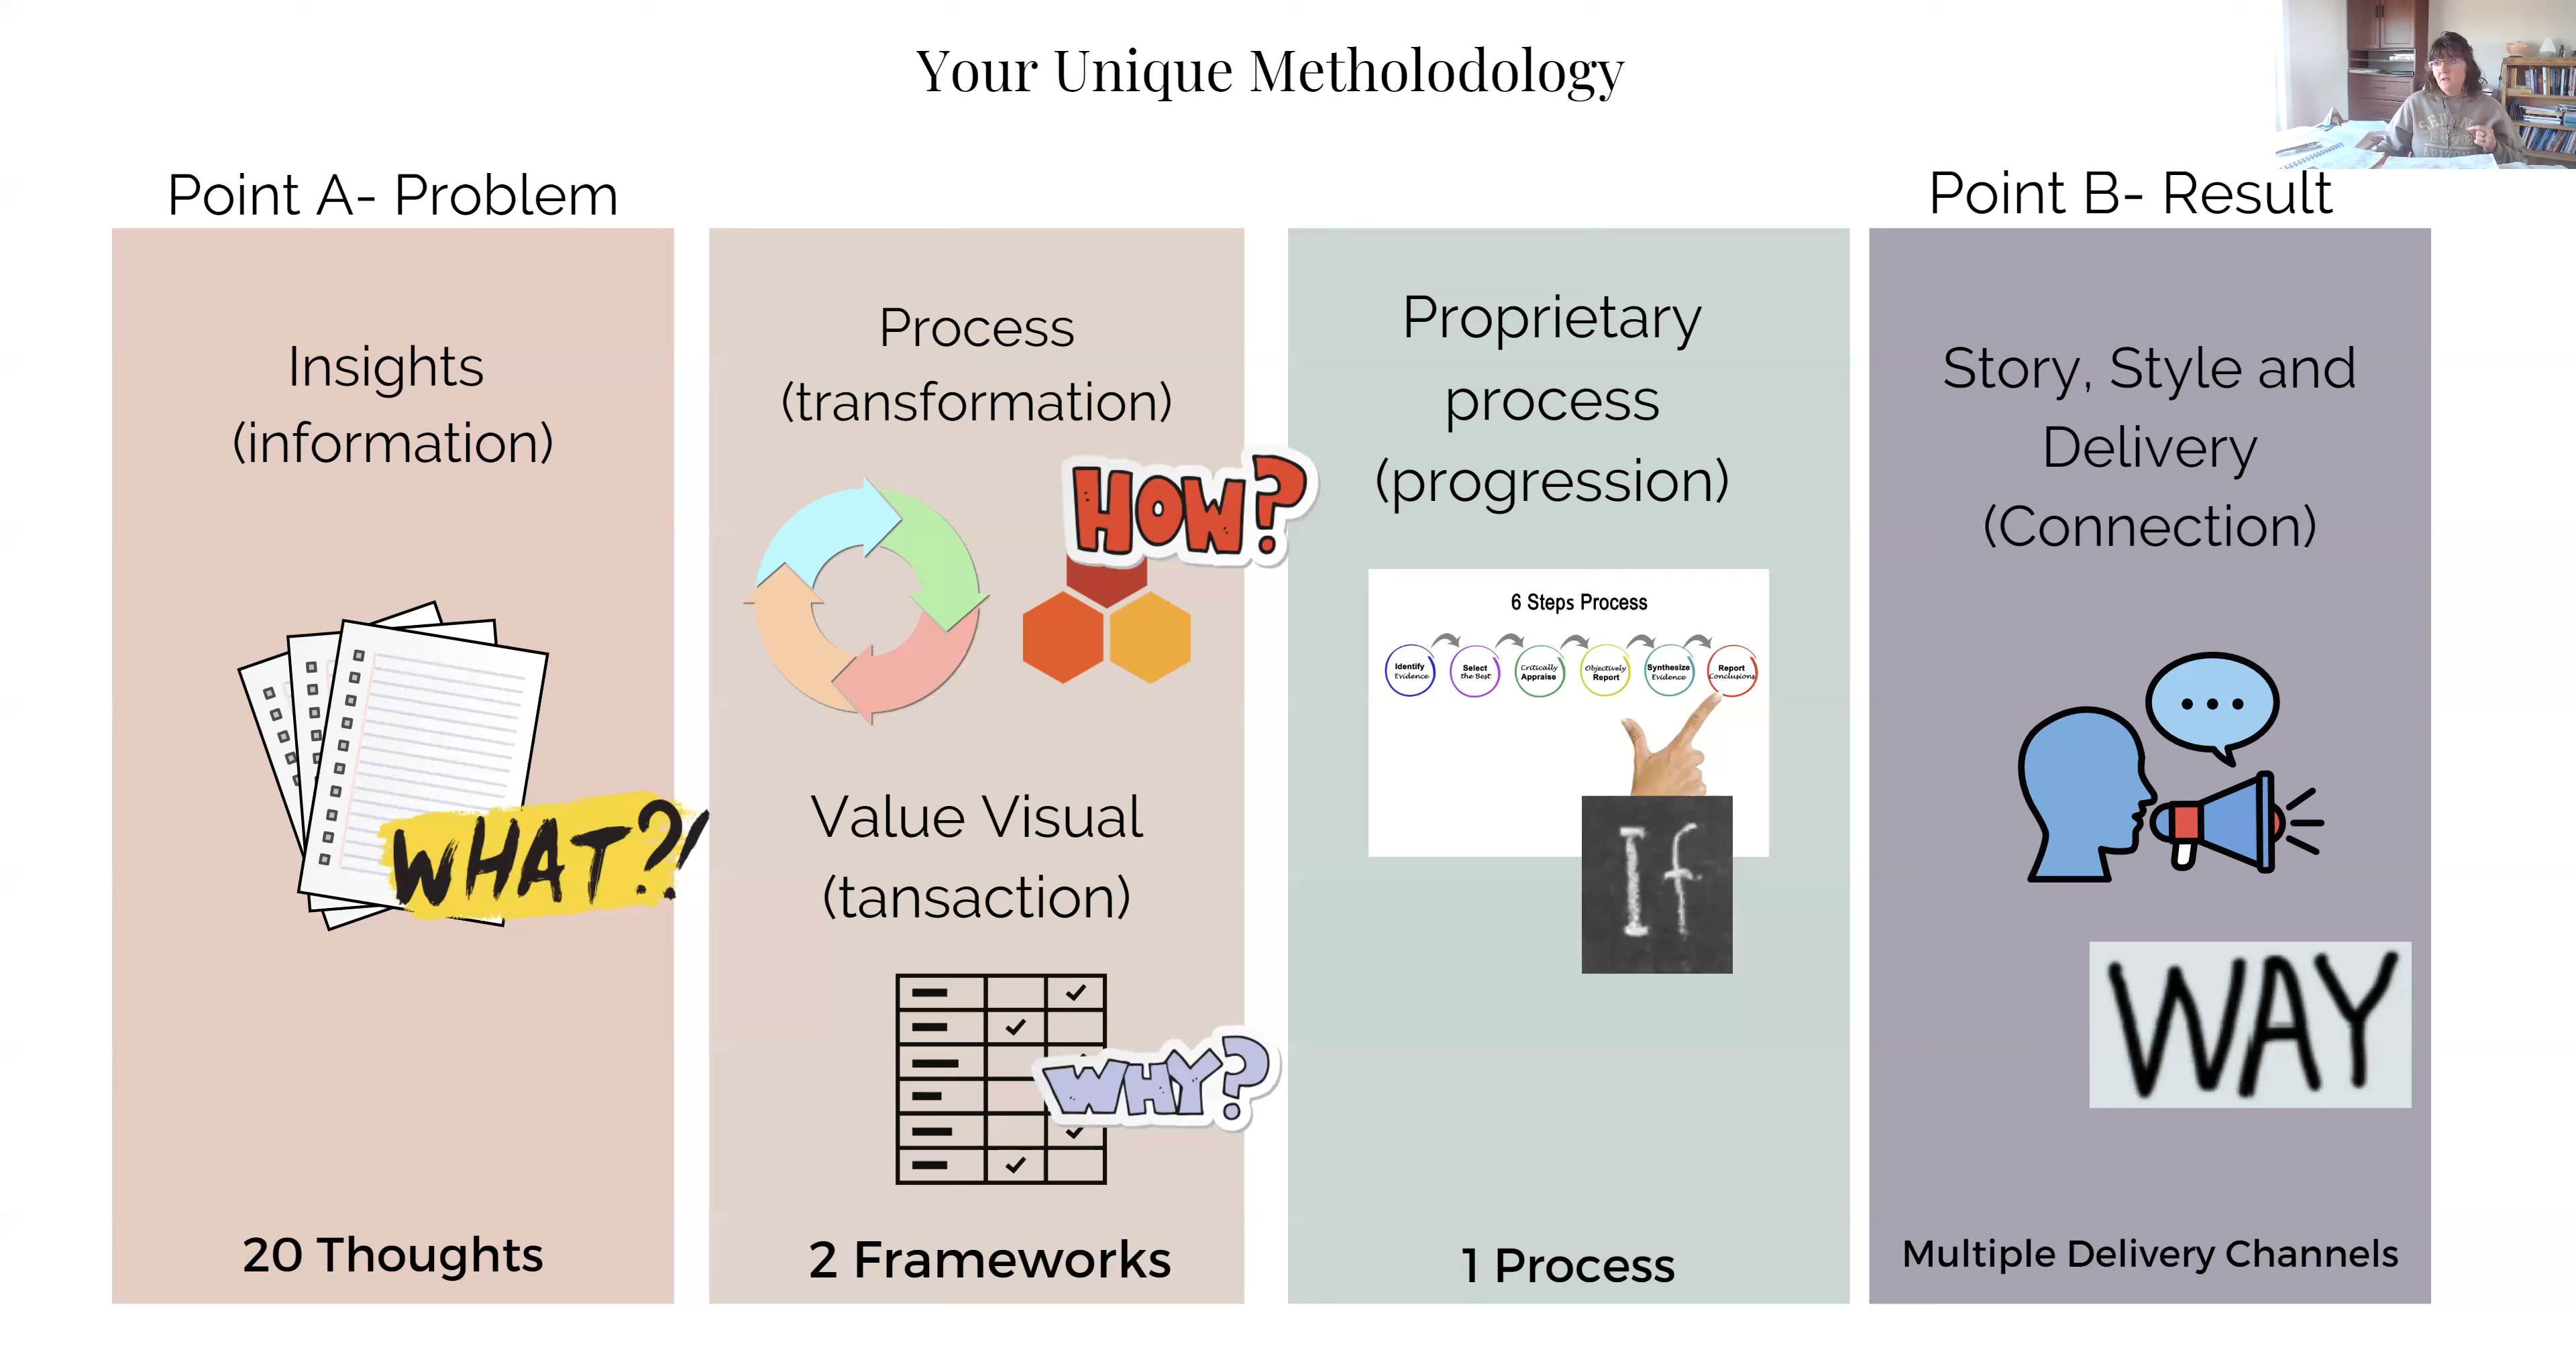 Your Unique Metholodology
Point A- Problem
Insights
(information)
WHAT?!
20 Thoughts
Process
(transformation)
HOW?
Value Visual
(tansaction)
WHY?
2 Frameworks
Proprietary
process
(progression)
6 Steps Process
Identify
Evidence
Select
the Best
Critically
Appraise
Objectively
Report
Synthesize
Evidence
Report
Conclusions
If
1 Process
Point B- Result
Story, Style and
Delivery
(Connection)
WAY
Multiple Delivery Channels